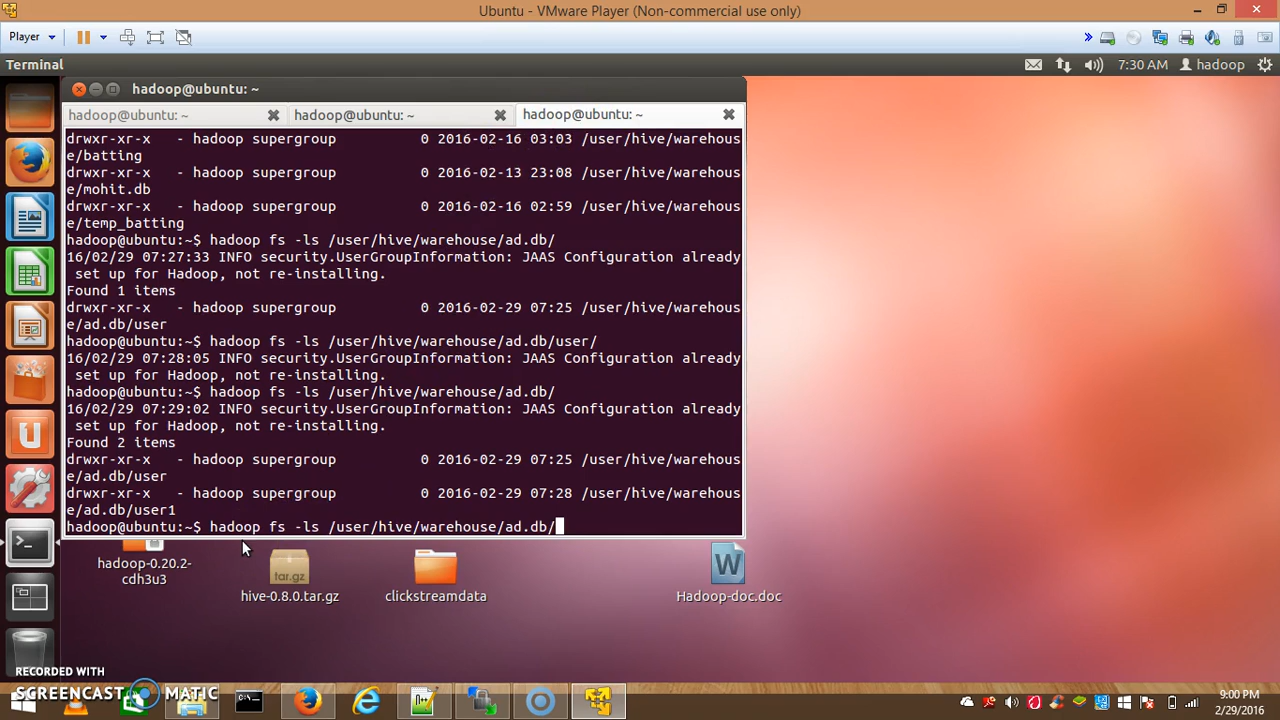 Ubuntu - VMware Player (Non-commercial use only)
Player
Terminal
7:30 AM
hadoop
hadoop@ubuntu: ~
hadoop@ubuntu: ~
hadoop@ubuntu: ~
hadoop@ubuntu: ~
drwxr-xr-x - hadoop supergroup 0 2016-02-16 03:03 /user/hive/warehous
e/batting
drwxr-xr-x - hadoop supergroup 0 2016-02-13 23:08 /user/hive/warehous
e/mohit.db
drwxr-xr-x - hadoop supergroup 0 2016-02-16 02:59 /user/hive/warehous
e/temp_batting
hadoop@ubuntu:~$ hadoop fs -ls /user/hive/warehouse/ad.db/
16/02/29 07:27:33 INFO security.UserGroupInformation: JAAS Configuration already
set up for Hadoop, not re-installing.
Found 1 items
drwxr-xr-x - hadoop supergroup 0 2016-02-29 07:25 /user/hive/warehous
e/ad.db/user
hadoop@ubuntu:~$ hadoop fs -ls /user/hive/warehouse/ad.db/user/
16/02/29 07:28:05 INFO security.UserGroupInformation: JAAS Configuration already
set up for Hadoop, not re-installing.
hadoop@ubuntu:~$ hadoop fs -ls /user/hive/warehouse/ad.db/
16/02/29 07:29:02 INFO security.UserGroupInformation: JAAS Configuration already
set up for Hadoop, not re-installing.
Found 2 items
drwxr-xr-x - hadoop supergroup 0 2016-02-29 07:25 /user/hive/warehous
e/ad.db/user
drwxr-xr-x - hadoop supergroup 0 2016-02-29 07:28 /user/hive/warehous
e/ad.db/user1
hadoop@ubuntu:~$ hadoop fs -ls /user/hive/warehouse/ad.db/
hadoop-0.20.2-
cdh3u3
tar.gz
hive-0.8.0.tar.gz
clickstreamdata
Hadoop-doc.doc
RECORDED WITH
SCREENCAST MATIC
9:00 PM
2/29/2016